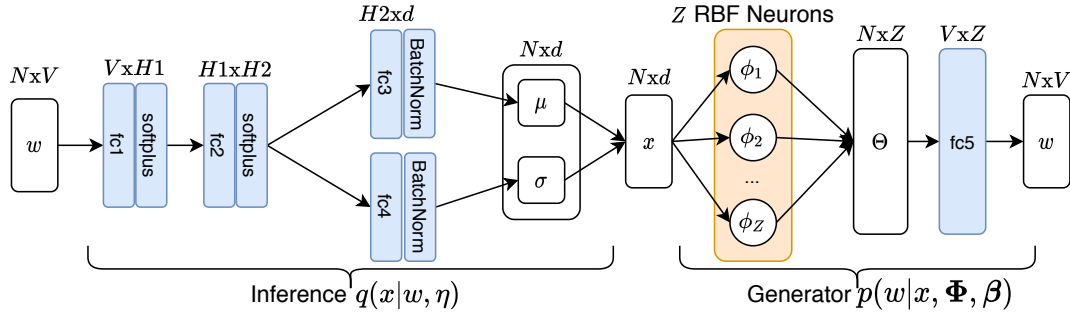 NxV
w
VxH1
fc1
softplus
H1xH2
fc2
softplus
H2xd
fc3
BatchNorm
fc4
BatchNorm
Nxd
μ
σ
Nxd
x
Z RBF Neurons
ϕ₁
ϕ₂
...
ϕ_Z
NxZ
Θ
VxZ
fc5
NxV
w
Inference q(x|w, η)
Generator p(w|x, Φ, β)